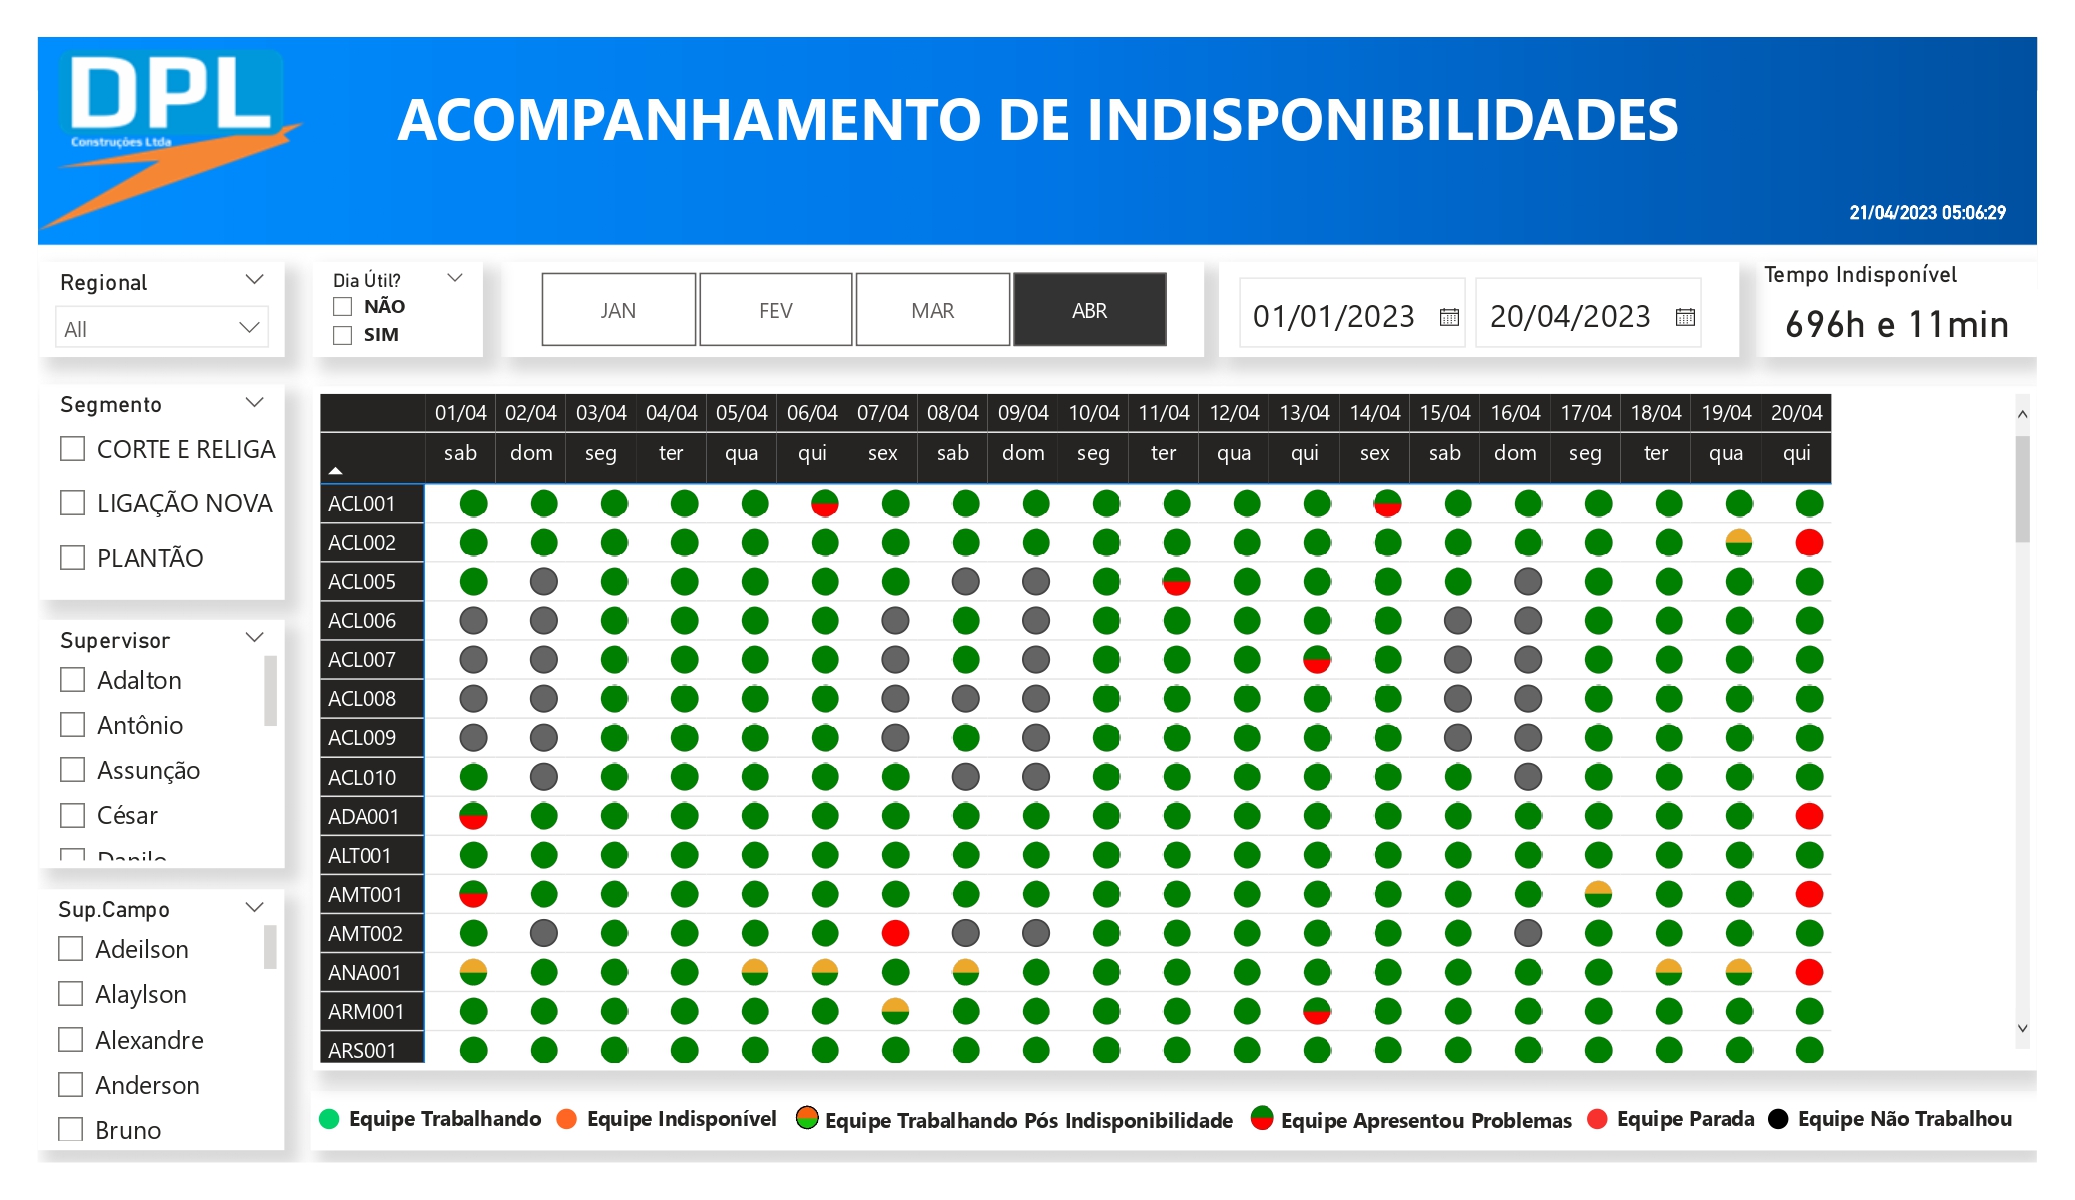 DPL
Construções Ltda
ACOMPANHAMENTO DE INDISPONIBILIDADES
21/04/2023 05:06:29
Regional
All
Dia Útil?
NÃO
SIM
JAN FEV MAR ABR
01/01/2023 20/04/2023
Tempo Indisponível
696h e 11min
Segmento
CORTE E RELIGA
LIGAÇÃO NOVA
PLANTÃO
Supervisor
Adalton
Antônio
Assunção
César
Danilo
Sup.Campo
Adeilson
Alaylson
Alexandre
Anderson
Bruno
01/04 02/04 03/04 04/04 05/04 06/04 07/04 08/04 09/04 10/04 11/04 12/04 13/04 14/04 15/04 16/04 17/04 18/04 19/04 20/04
sab dom seg ter qua qui sex sab dom seg ter qua qui sex sab dom seg ter qua qui
ACL001
ACL002
ACL005
ACL006
ACL007
ACL008
ACL009
ACL010
ADA001
ALT001
AMT001
AMT002
ANA001
ARM001
ARS001
Equipe Trabalhando Equipe Indisponível Equipe Trabalhando Pós Indisponibilidade Equipe Apresentou Problemas Equipe Parada Equipe Não Trabalhou